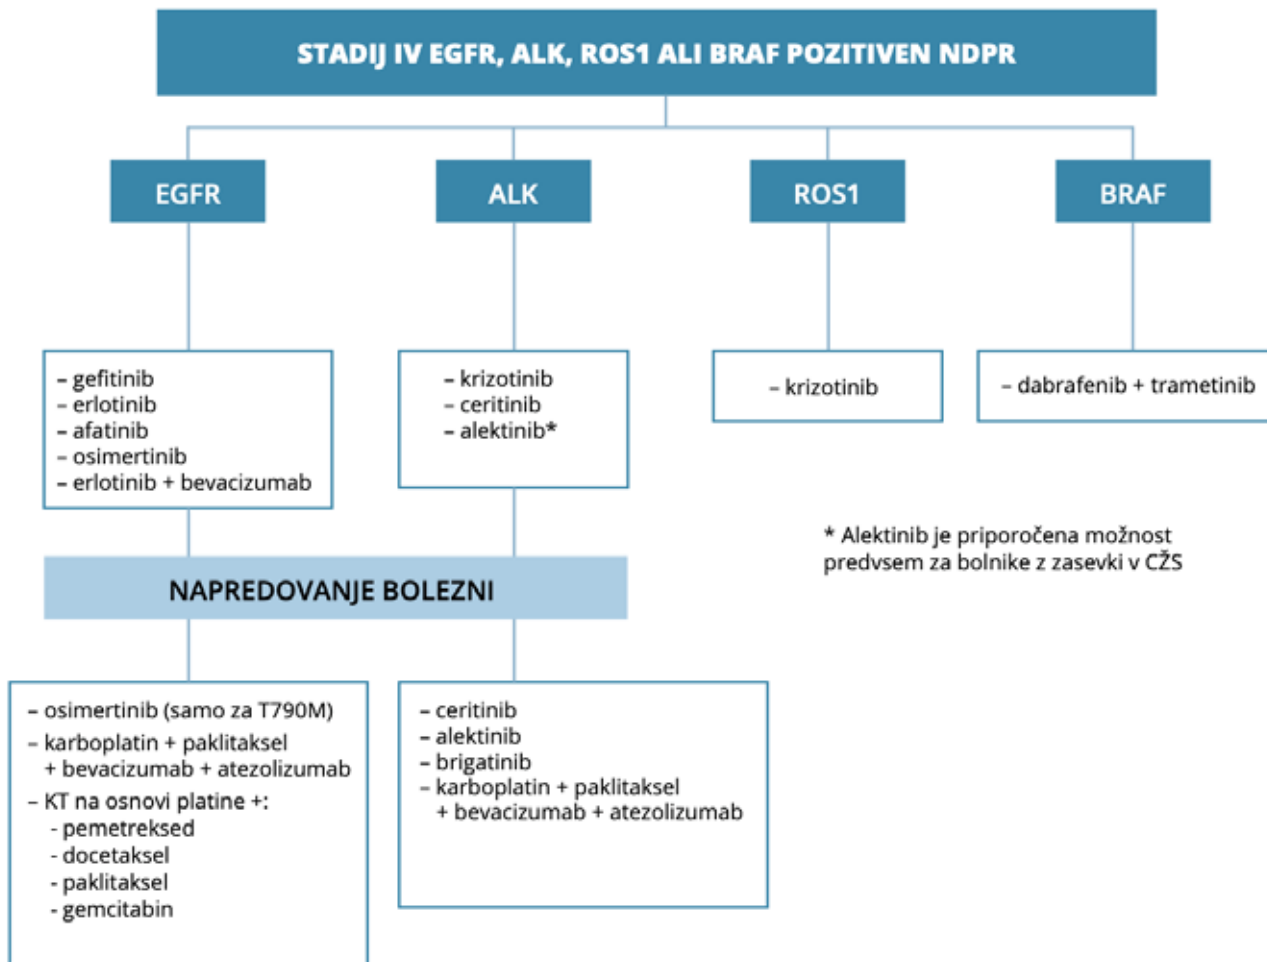 STADIJ IV EGFR, ALK, ROS1 ALI BRAF POZITIVEN NDPR
EGFR
ALK
ROS1
BRAF
– gefitinib
– erlotinib
– afatinib
– osimertinib
– erlotinib + bevacizumab
– krizotinib
– ceritinib
– alektinib*
– krizotinib
– dabrafenib + trametinib
* Alektinib je priporočena možnost
predvsem za bolnike z zasevki v CŽS
NAPREDOVANJE BOLEZNI
– osimertinib (samo za T790M)
– karboplatin + paklitaksel
+ bevacizumab + atezolizumab
– KT na osnovi platine +:
- pemetreksed
- docetaksel
- paklitaksel
- gemcitabin
– ceritinib
– alektinib
– brigatinib
– karboplatin + paklitaksel
+ bevacizumab + atezolizumab